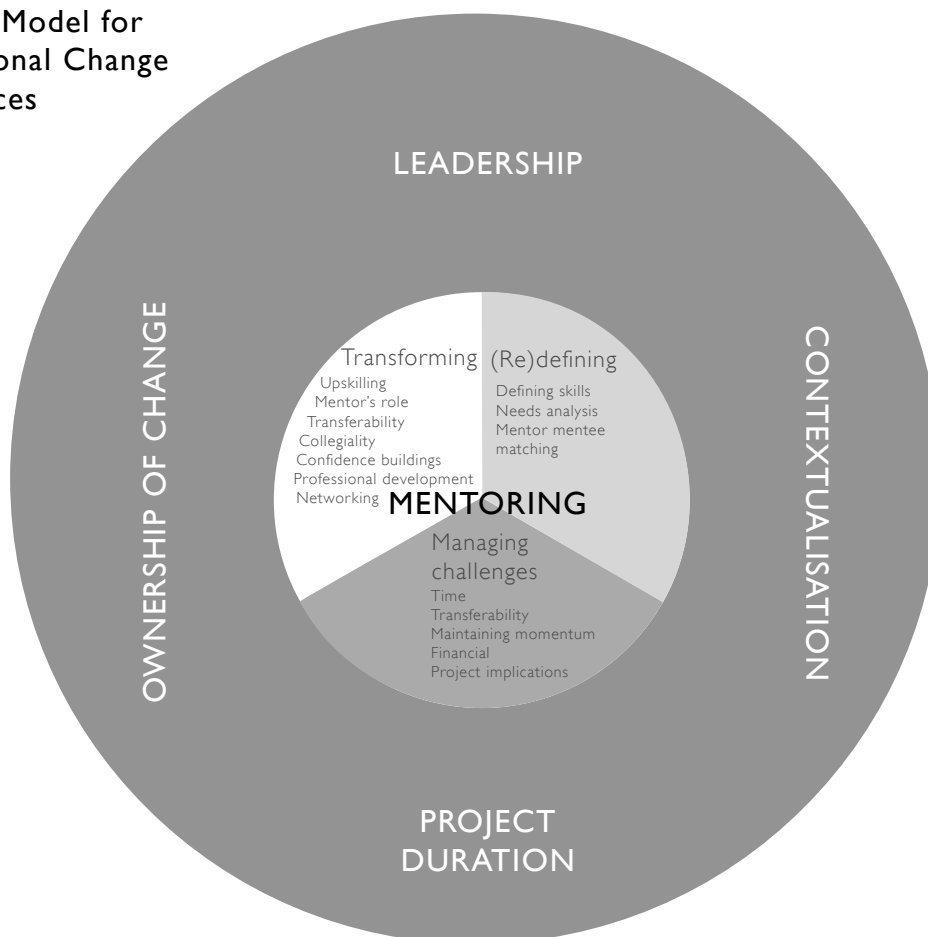 Model for
onal Change
ces
LEADERSHIP
OWNERSHIP OF CHANGE
CONTEXTUALISATION
Transforming
Upskilling
Mentor's role
Transferability
Collegiality
Confidence buildings
Professional development
Networking
(Re)defining
Defining skills
Needs analysis
Mentor mentee
matching
MENTORING
Managing
challenges
Time
Transferability
Maintaining momentum
Financial
Project implications
PROJECT
DURATION